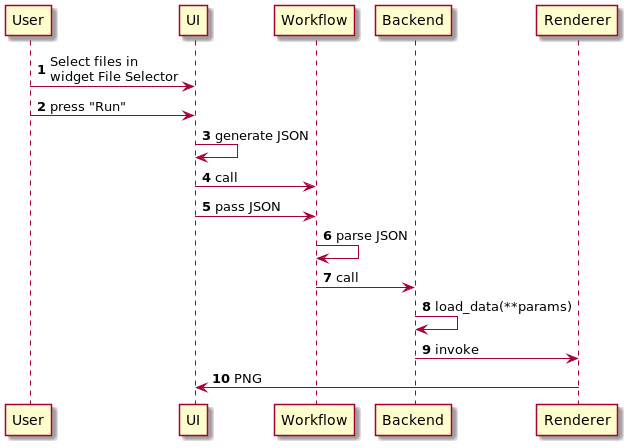 User UI Workflow Backend Renderer
1 Select files in
widget File Selector
2 press "Run"
3 generate JSON
4 call
5 pass JSON
6 parse JSON
7 call
8 load_data(**params)
9 invoke
10 PNG
User UI Workflow Backend Renderer